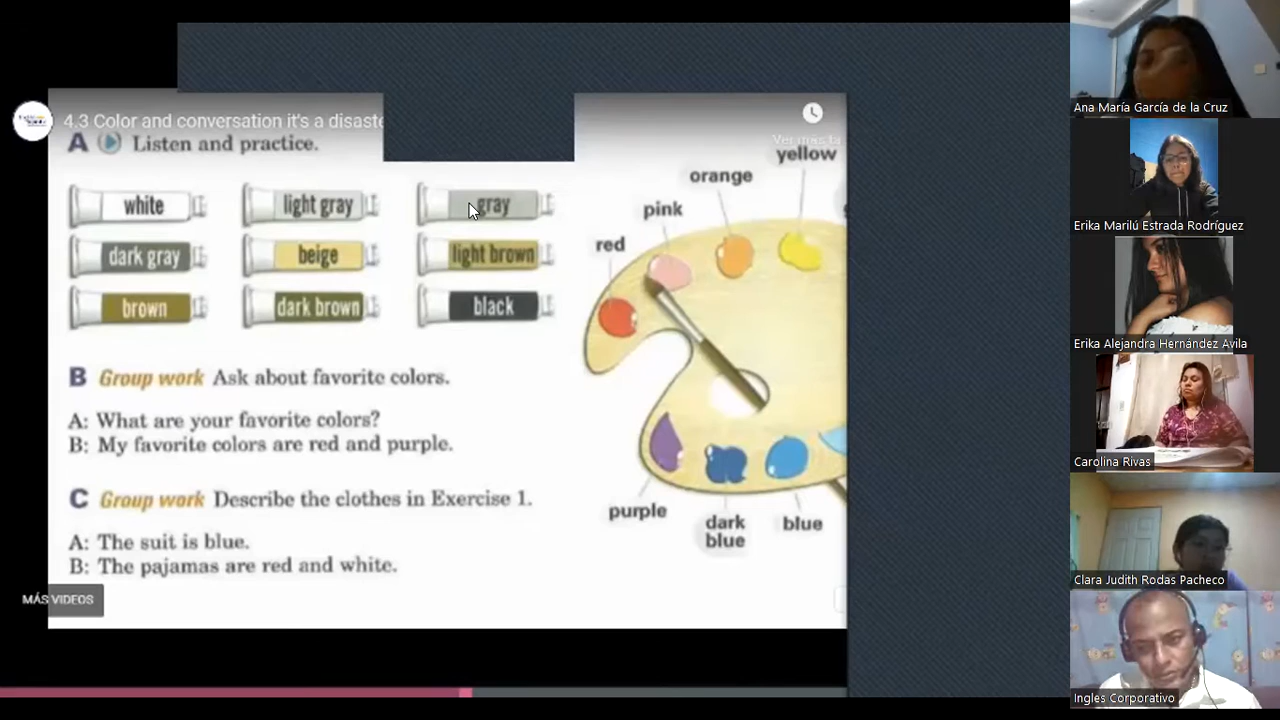 4.3 Color and conversation it's a disaste
A Listen and practice.
white light gray gray
dark gray beige light brown
brown dark brown black
Ver más ta
yellow
orange
pink
red
purple
dark
blue
blue
B Group work Ask about favorite colors.
A: What are your favorite colors?
B: My favorite colors are red and purple.
C Group work Describe the clothes in Exercise 1.
A: The suit is blue.
B: The pajamas are red and white.
MÁS VIDEOS
Ana María García de la Cruz
Erika Marilú Estrada Rodríguez
Erika Alejandra Hernández Avila
Carolina Rivas
Clara Judith Rodas Pacheco
Ingles Corporativo